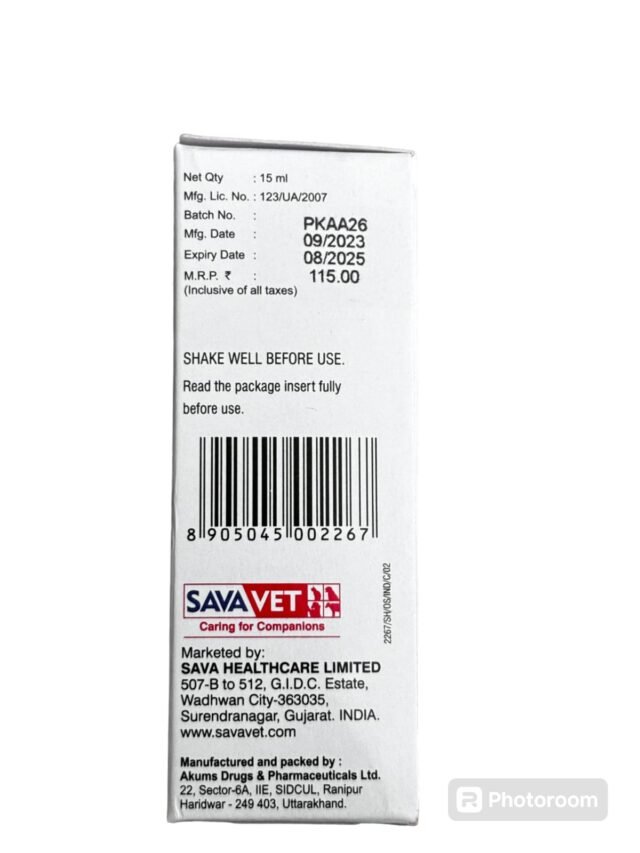 Net Qty : 15 ml
Mfg. Lic. No. : 123/UA/2007
Batch No. : PKAA26
Mfg. Date : 09/2023
Expiry Date : 08/2025
M.R.P. ₹ : 115.00
(Inclusive of all taxes)
SHAKE WELL BEFORE USE.
Read the package insert fully
before use.
8 905045 002267
SAVAVET
Caring for Companions
2267/SH/OS/IND/C/02
Marketed by:
SAVA HEALTHCARE LIMITED
507-B to 512, G.I.D.C. Estate,
Wadhwan City-363035,
Surendranagar, Gujarat. INDIA.
www.savavet.com
Manufactured and packed by :
Akums Drugs & Pharmaceuticals Ltd.
22, Sector-6A, IIE, SIDCUL, Ranipur
Haridwar - 249 403, Uttarakhand.
Photoroom